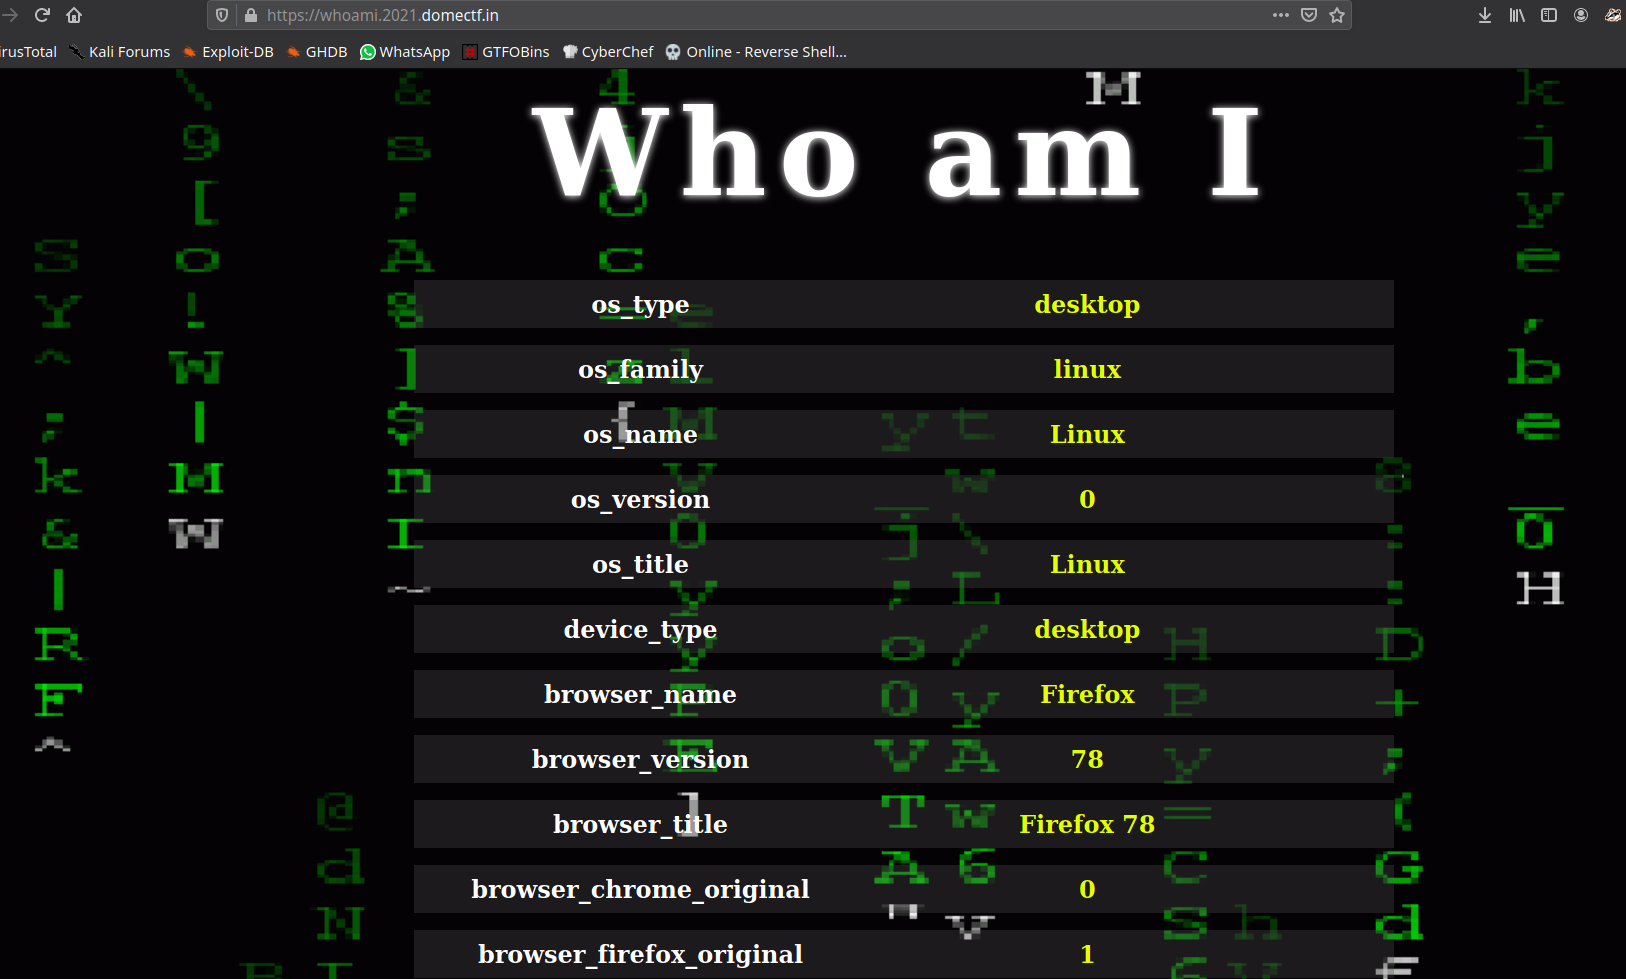 https://whoami.2021.domectf.in
irusTotal Kali Forums Exploit-DB GHDB WhatsApp GTFOBins CyberChef Online - Reverse Shell...
Who am I
os_type desktop
os_family linux
os_name Linux
os_version 0
os_title Linux
device_type desktop
browser_name Firefox
browser_version 78
browser_title Firefox 78
browser_chrome_original 0
browser_firefox_original 1